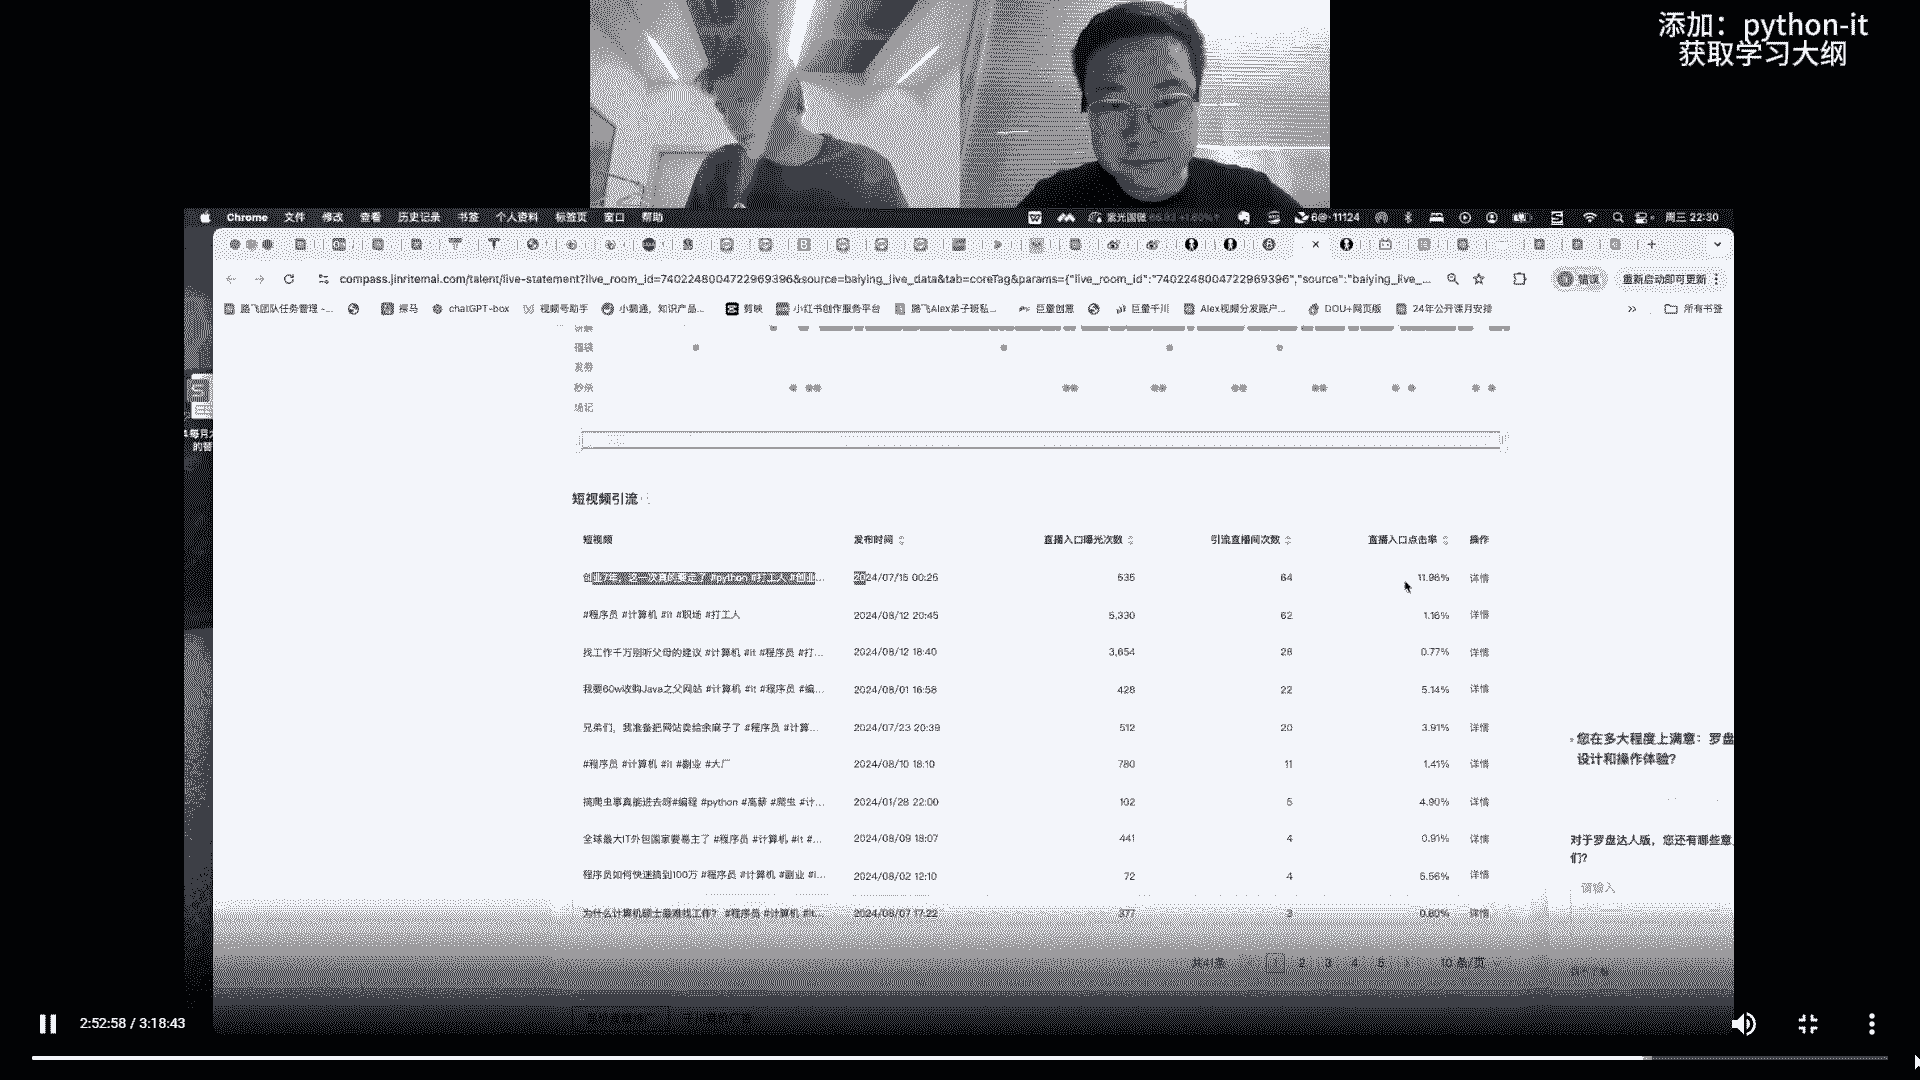 添加：python-it
获取学习大纲
Chrome 文件 修改 查看 历史记录 书签 个人资料 标签页 窗口 帮助
紫光国微
6@·11124
周三 22:30
compass.jinritemai.com/talent/live-statement?live_room_id=7402248004722969396&source=baiying_live_data&tab=coreTag&params={"live_room_id":"7402248004722969396","source":"baiying_live_...
错误
重新启动即可更新
路飞团队任务管理 -...
探马
chatGPT-box
视频号助手
小鹅通，知识产品...
剪映
小红书创作服务平台
路飞Alex弟子班私...
巨量创意
巨量千川
Alex视频分发账户...
DOU+网页版
24年公开课月安排
所有书签
讲解
福袋
发券
秒杀
场记
短视频引流
短视频 发布时间 直播入口曝光次数 引流直播间次数 直播入口点击率 操作
创业7年，这一次真的要走了 #python #打工人 #创业... 2024/07/15 00:25 535 64 11.96% 详情
#程序员 #计算机 #it #职场 #打工人 2024/08/12 20:45 5,330 62 1.16% 详情
找工作千万别听父母的建议 #计算机 #it #程序员 #打... 2024/08/12 18:40 3,654 28 0.77% 详情
我要60w收购Java之父网站 #计算机 #it #程序员 #编... 2024/08/01 16:58 428 22 5.14% 详情
兄弟们，我准备把网站卖给余麻子了 #程序员 #计算... 2024/07/23 20:39 512 20 3.91% 详情
#程序员 #计算机 #it #副业 #大厂 2024/08/10 18:10 780 11 1.41% 详情
搞爬虫事真能进去呀#编程 #python #高薪 #爬虫 #计... 2024/01/28 22:00 102 5 4.90% 详情
全球最大IT外包国家要易主了 #程序员 #计算机 #it #... 2024/08/09 18:07 441 4 0.91% 详情
程序员如何快速搞到100万 #程序员 #计算机 #副业 #i... 2024/08/02 12:10 72 4 5.56% 详情
为什么计算机硕士最难找工作？ #程序员 #计算机 #it... 2024/08/07 17:22 377 3 0.80% 详情
共41条 1 2 3 4 5 10 条/页
您在多大程度上满意：罗盘
设计和操作体验？
对于罗盘达人版，您还有哪些意
们？
请输入
每月
的替
2:52:58 / 3:18:43